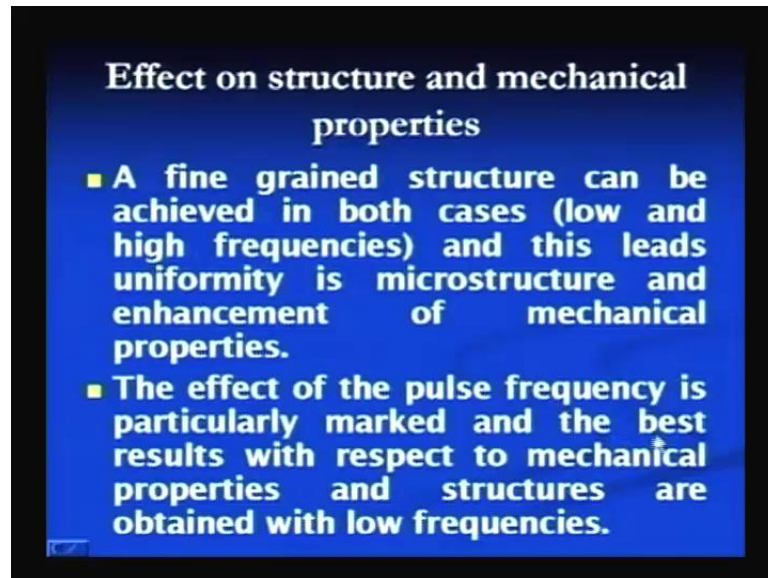 Effect on structure and mechanical
properties
A fine grained structure can be
achieved in both cases (low and
high frequencies) and this leads
uniformity is microstructure and
enhancement of mechanical
properties.
The effect of the pulse frequency is
particularly marked and the best
results with respect to mechanical
properties and structures are
obtained with low frequencies.